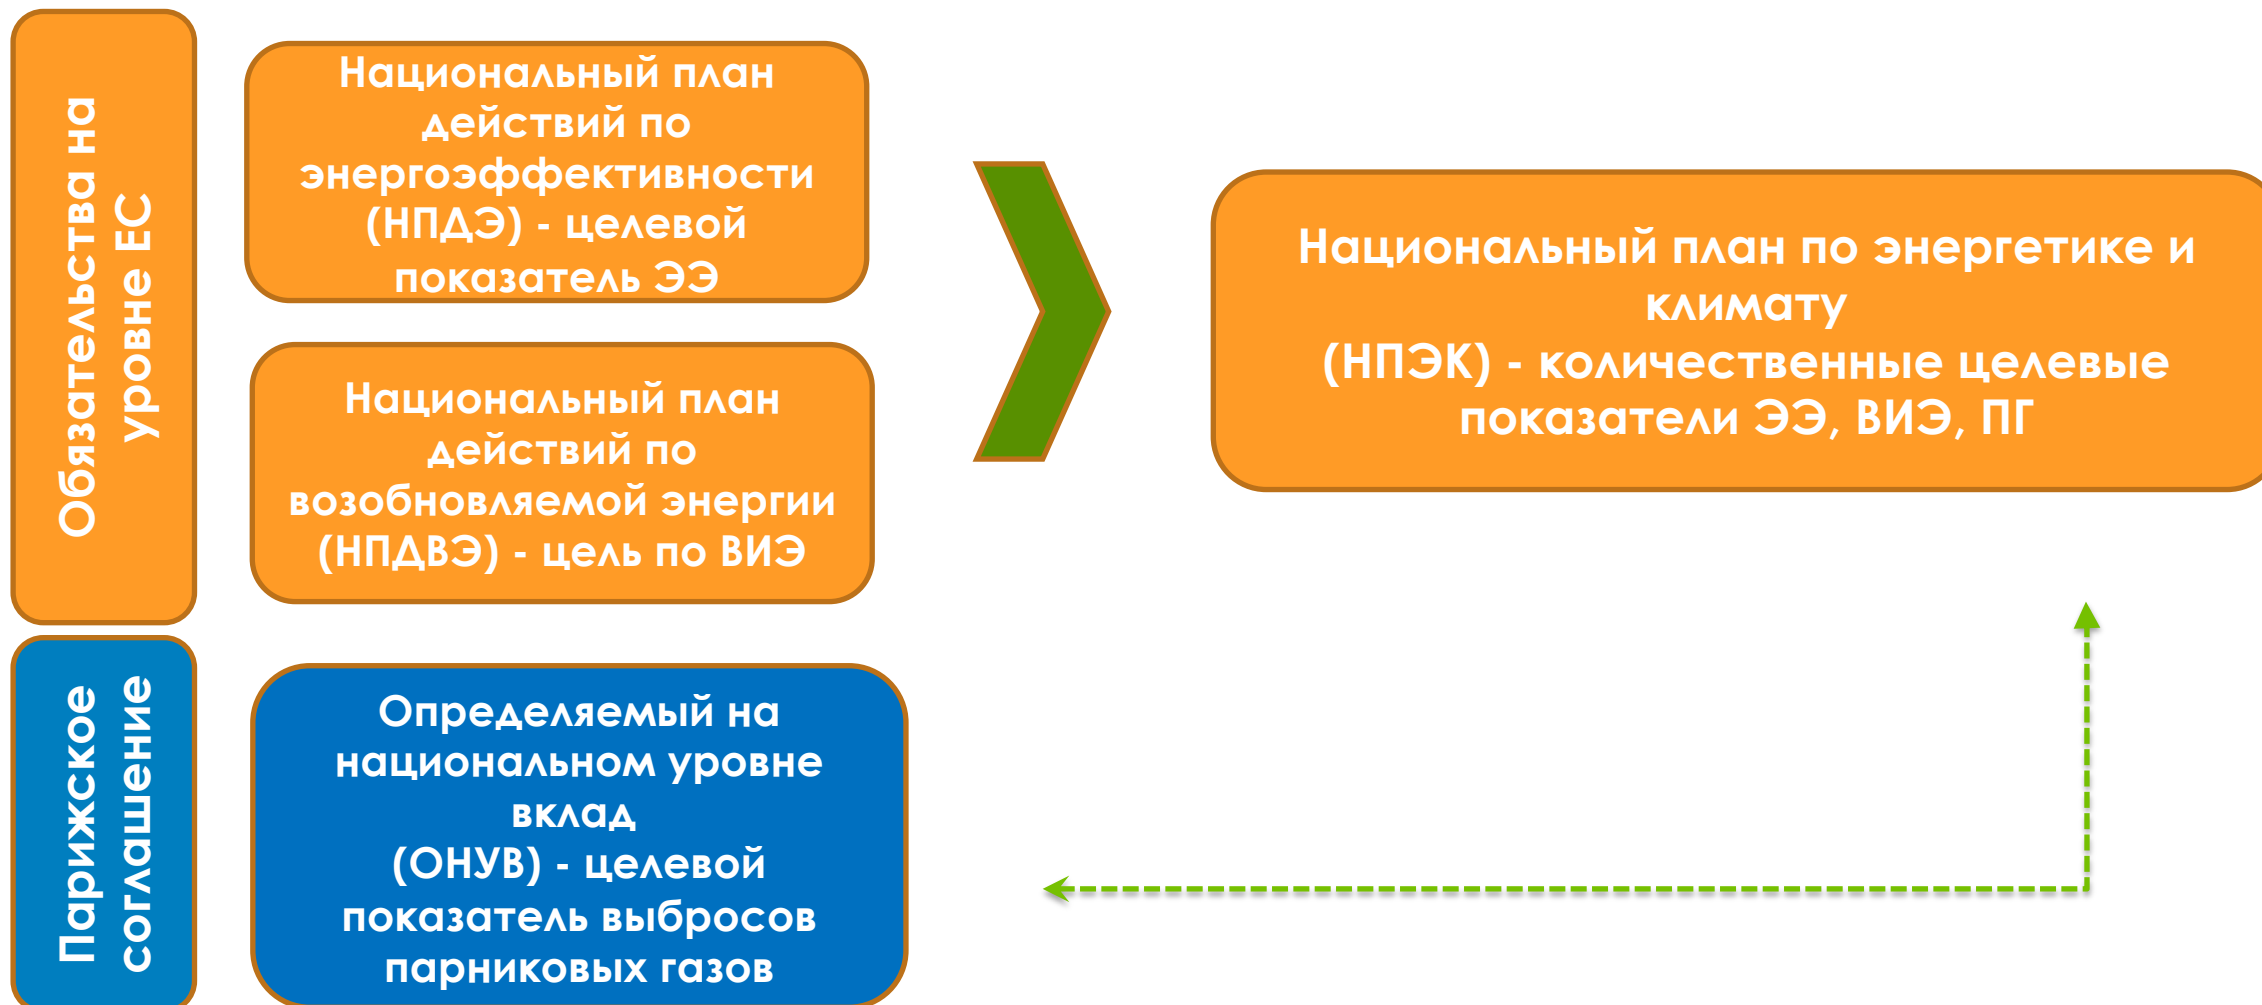 Обязательства на
уровне ЕС
Национальный план
действий по
энергоэффективности
(НПДЭ) - целевой
показатель ЭЭ
Национальный план
действий по
возобновляемой энергии
(НПДВЭ) - цель по ВИЭ
Национальный план по энергетике и
климату
(НПЭК) - количественные целевые
показатели ЭЭ, ВИЭ, ПГ
Парижское
соглашение
Определяемый на
национальном уровне
вклад
(ОНУВ) - целевой
показатель выбросов
парниковых газов